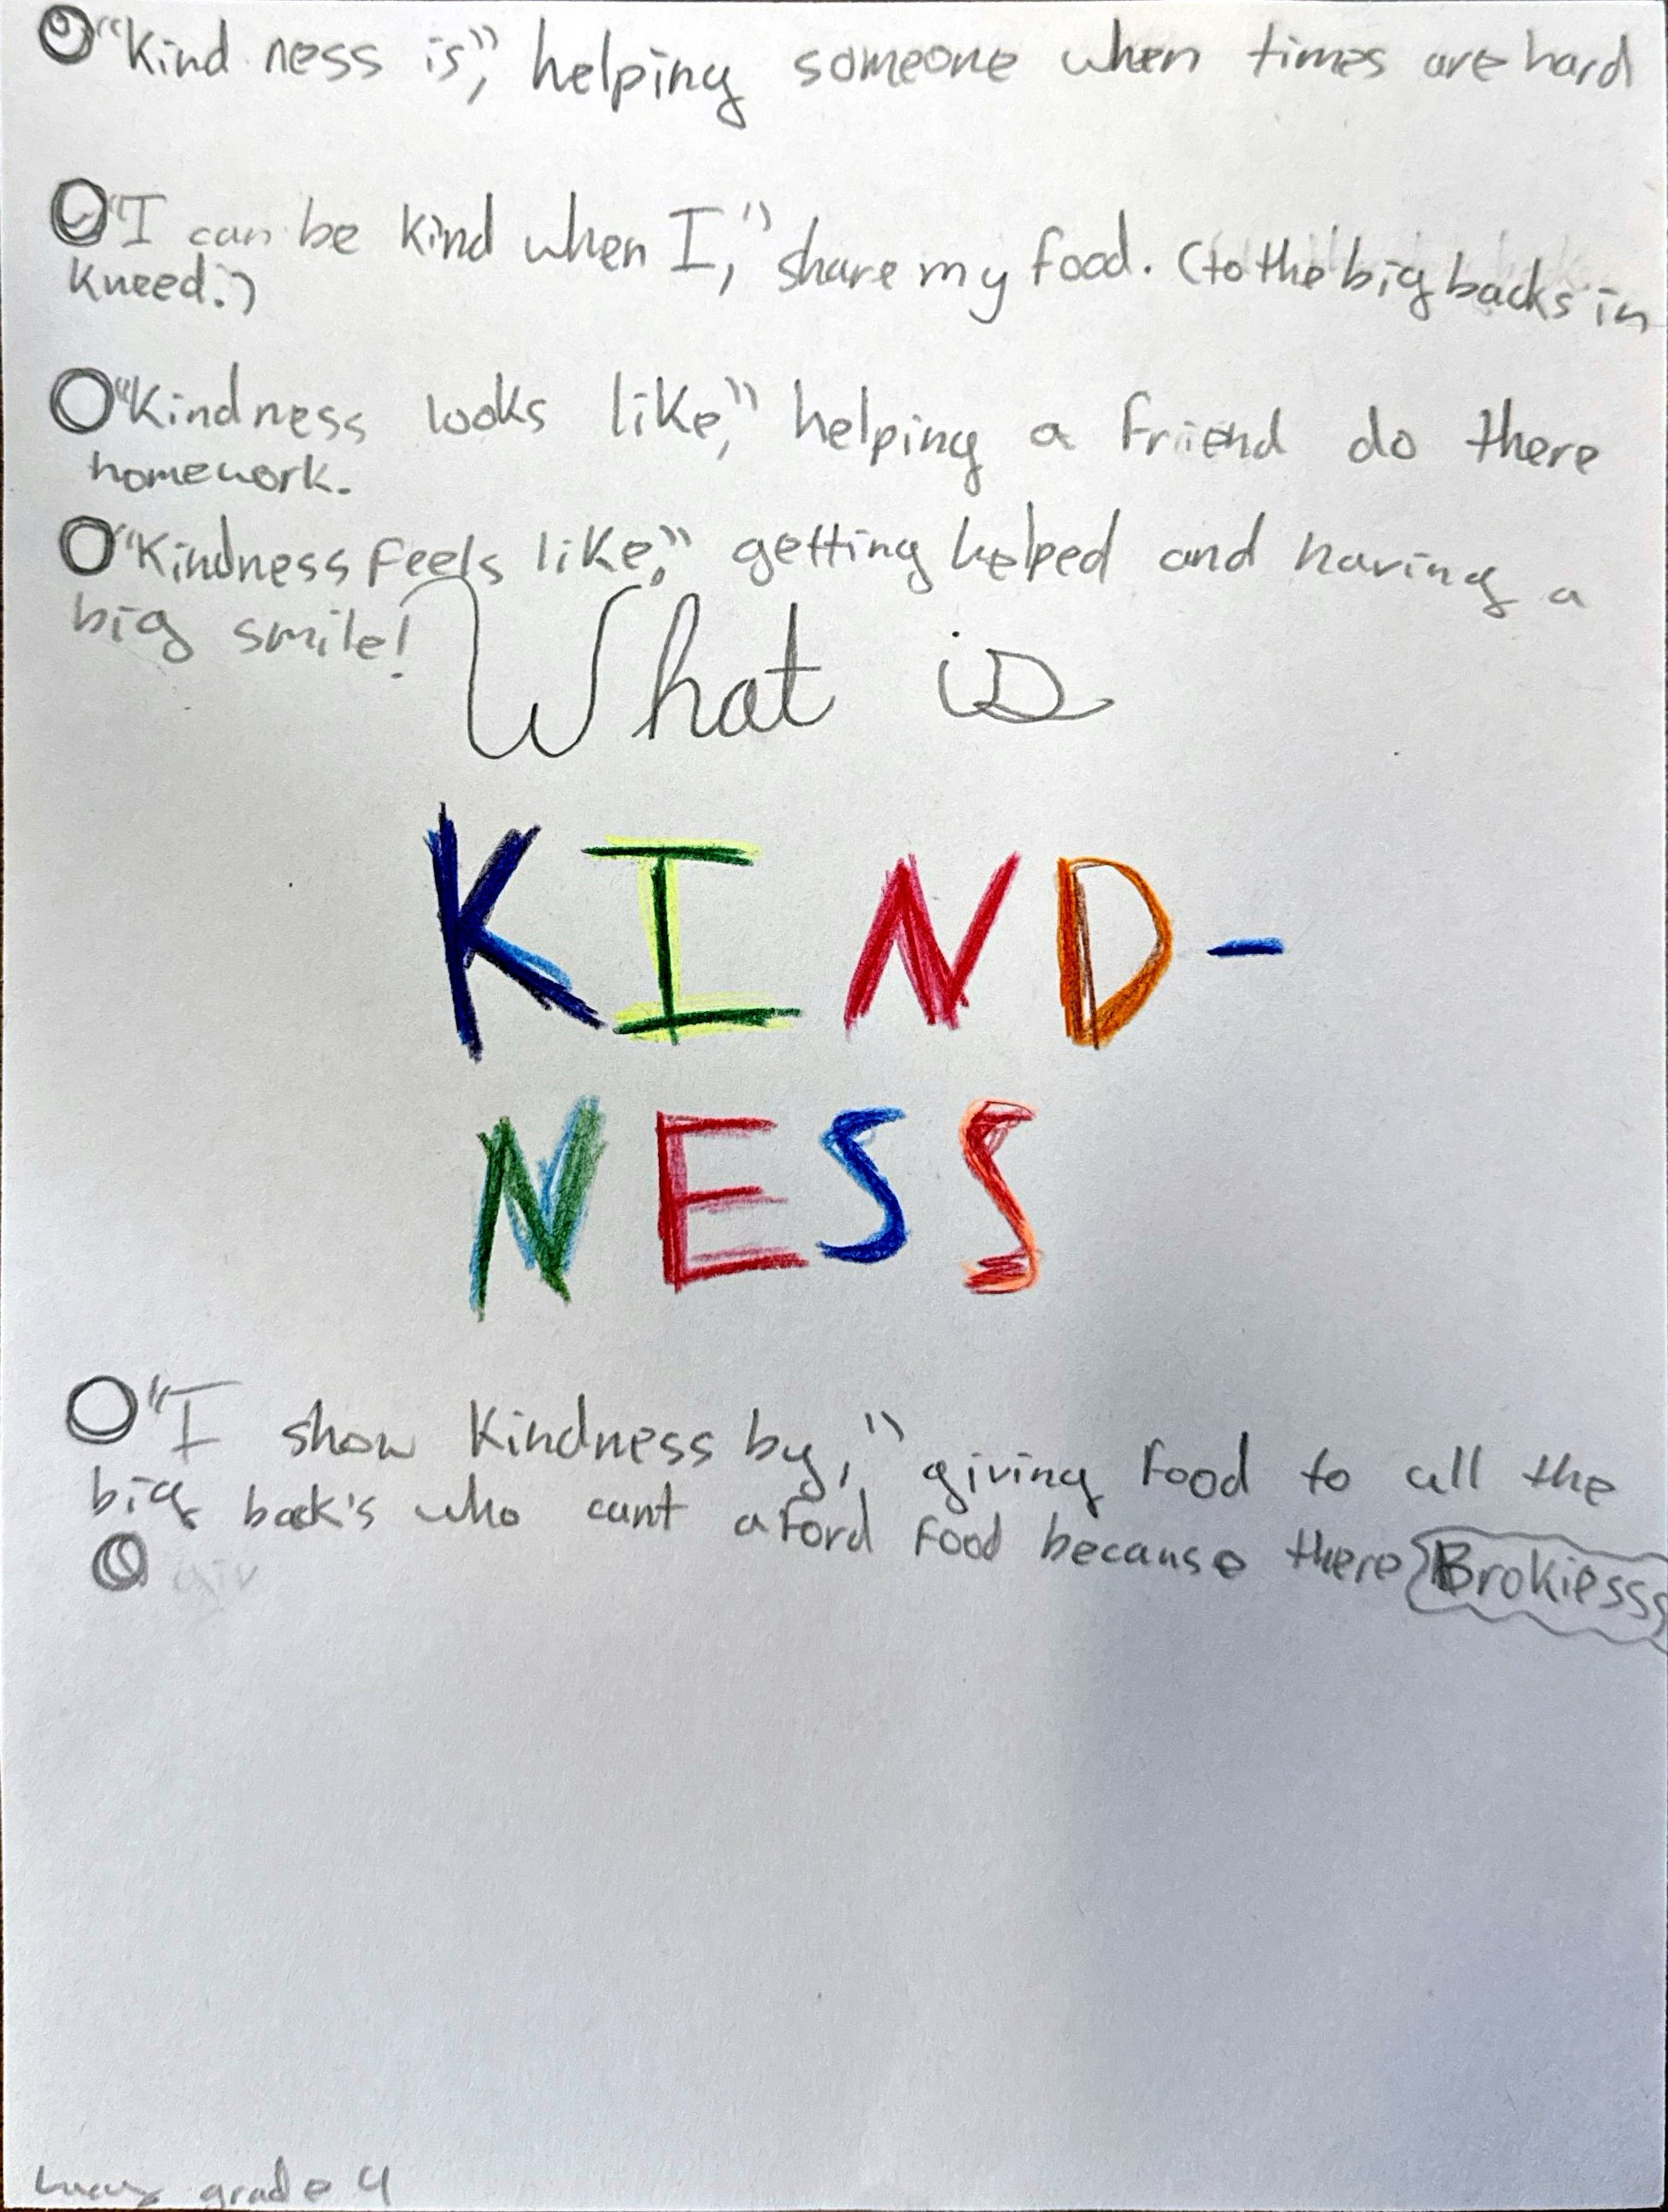 "Kind ness is", helping someone when times are hard
"I can be kind when I," share my food. (to the big backs in
kneed.)
"Kindness looks like," helping a friend do there
homework.
"Kindness feels like," getting helped and having a
big smile!
What is
KIND-
NESS
"I show kindness by," giving food to all the
big back's who cant aford food because there Brokiesss
giv
grade 4